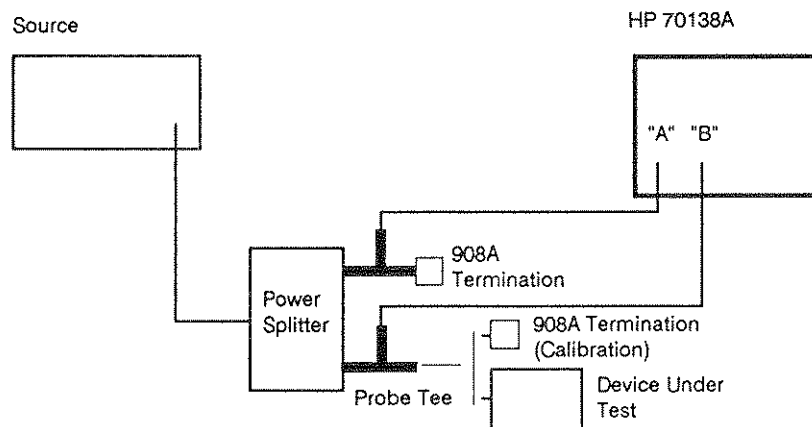 Source
HP 70138A
"A" "B"
908A
Termination
Power
Splitter
908A Termination
(Calibration)
Probe Tee
Device Under
Test